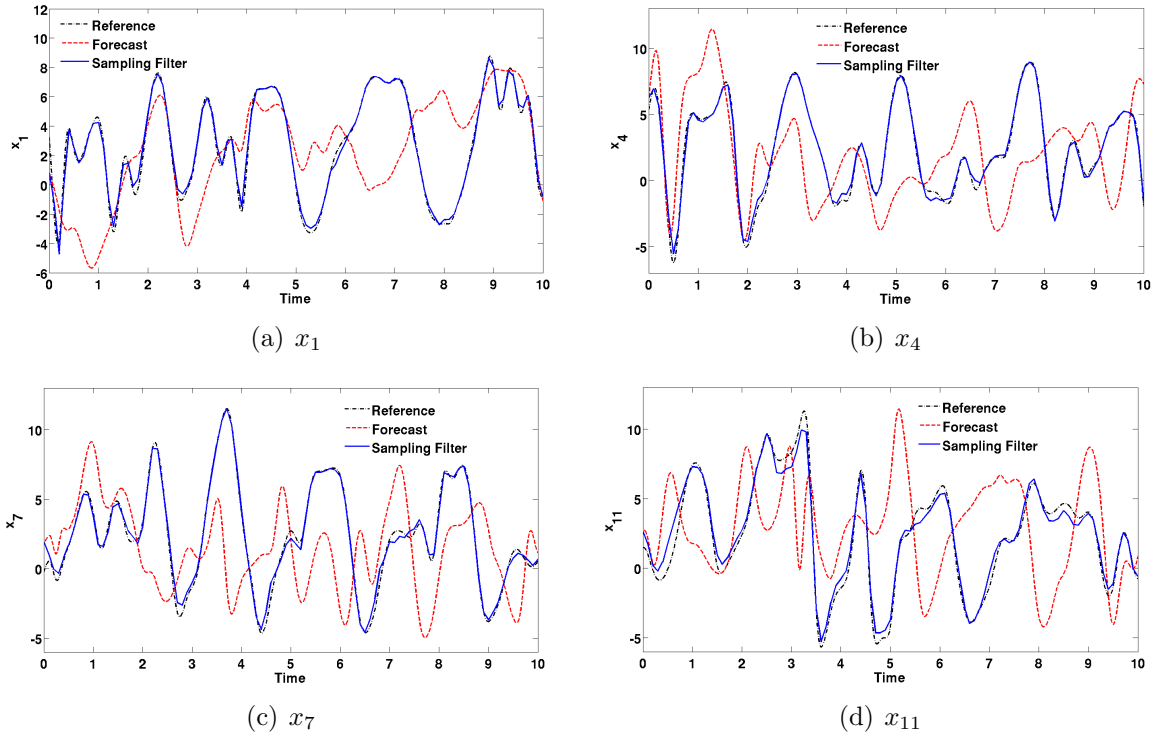 12
10
8
6
4
2
0
-2
-4
-6
x1
Reference
Forecast
Sampling Filter
0 1 2 3 4 5 6 7 8 9 10
Time
(a) x1
10
5
0
-5
x4
Reference
Forecast
Sampling Filter
0 1 2 3 4 5 6 7 8 9 10
Time
(b) x4
10
5
0
-5
x7
Reference
Forecast
Sampling Filter
0 1 2 3 4 5 6 7 8 9 10
Time
(c) x7
10
5
0
-5
x11
Reference
Forecast
Sampling Filter
0 1 2 3 4 5 6 7 8 9 10
Time
(d) x11